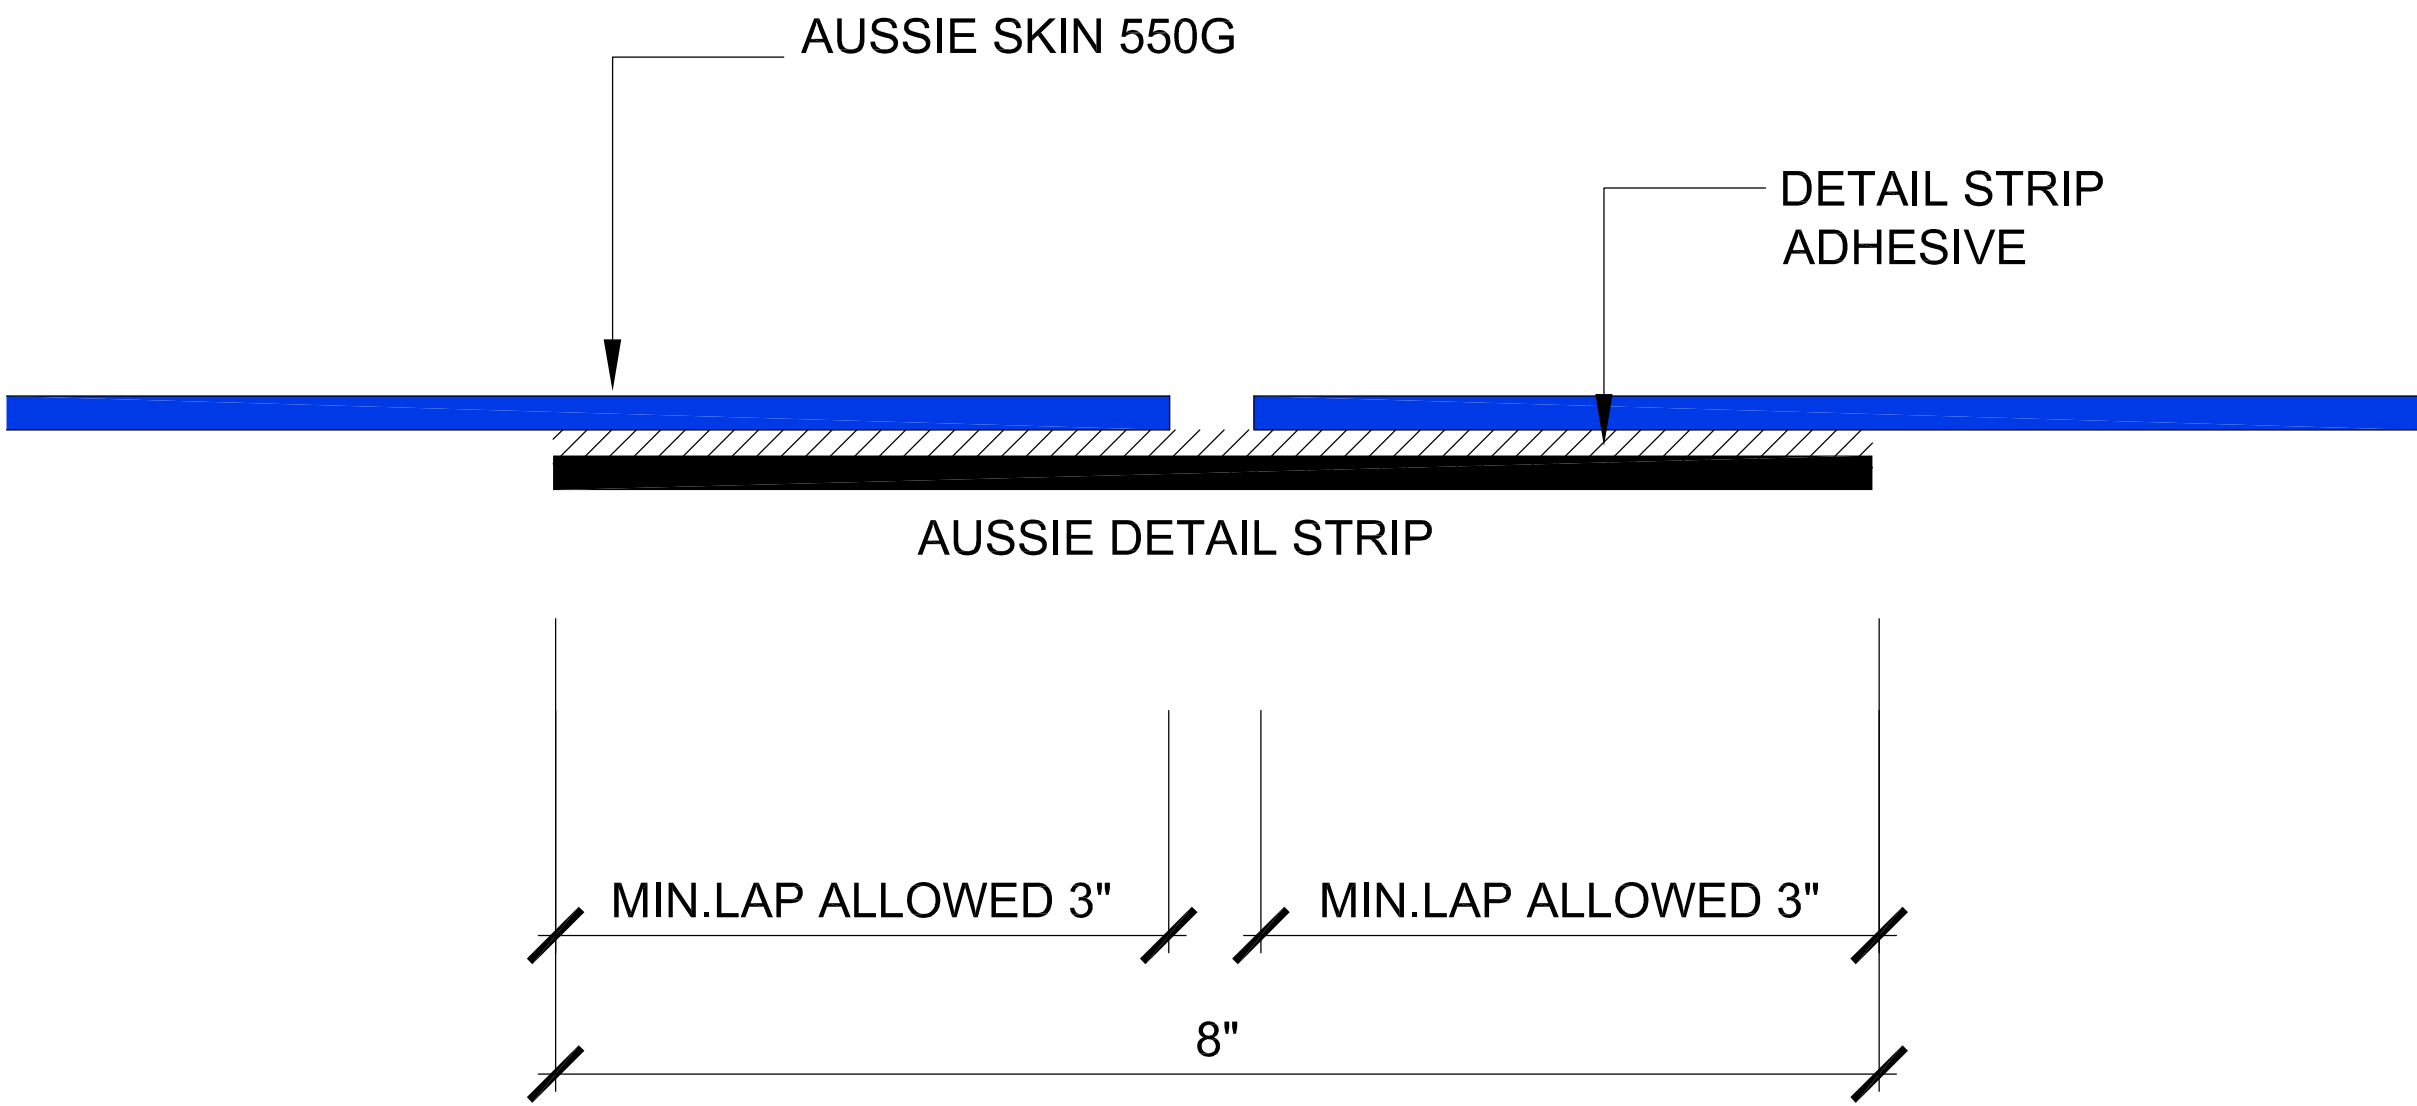 AUSSIE SKIN 550G
DETAIL STRIP
ADHESIVE
AUSSIE DETAIL STRIP
MIN.LAP ALLOWED 3"
MIN.LAP ALLOWED 3"
8"